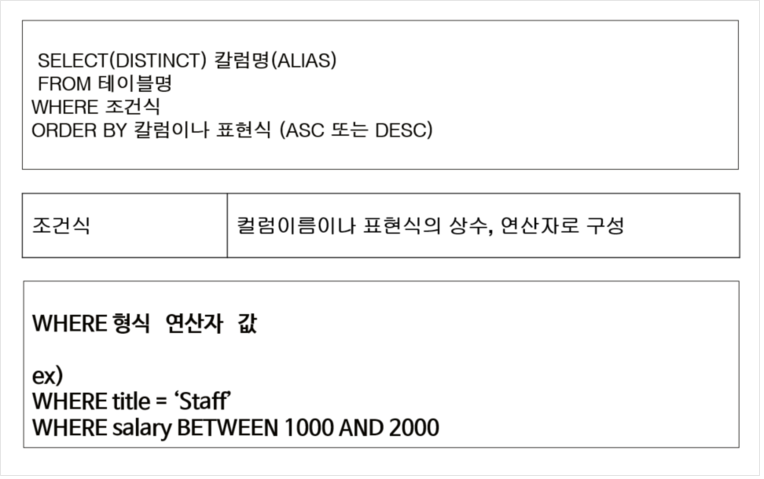 SELECT(DISTINCT) 칼럼명(ALIAS)
FROM 테이블명
WHERE 조건식
ORDER BY 칼럼이나 표현식 (ASC 또는 DESC)
조건식 컬럼이름이나 표현식의 상수, 연산자로 구성
WHERE 형식 연산자 값
ex)
WHERE title = ‘Staff’
WHERE salary BETWEEN 1000 AND 2000